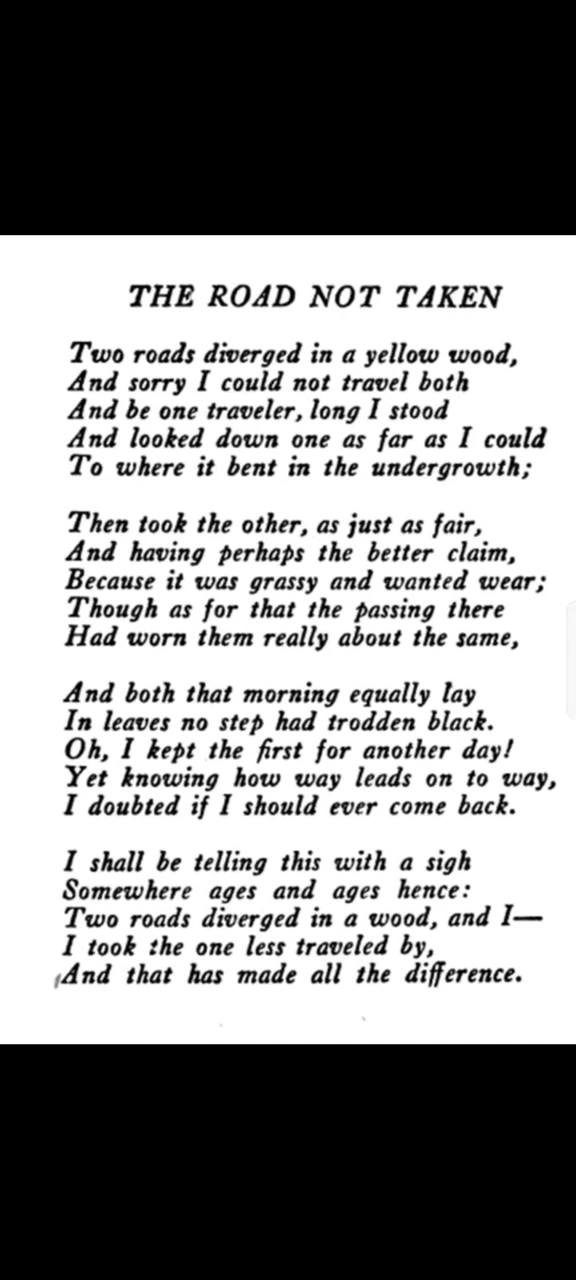 THE ROAD NOT TAKEN
Two roads diverged in a yellow wood,
And sorry I could not travel both
And be one traveler, long I stood
And looked down one as far as I could
To where it bent in the undergrowth;
Then took the other, as just as fair,
And having perhaps the better claim,
Because it was grassy and wanted wear;
Though as for that the passing there
Had worn them really about the same,
And both that morning equally lay
In leaves no step had trodden black.
Oh, I kept the first for another day!
Yet knowing how way leads on to way,
I doubted if I should ever come back.
I shall be telling this with a sigh
Somewhere ages and ages hence:
Two roads diverged in a wood, and I—
I took the one less traveled by,
And that has made all the difference.